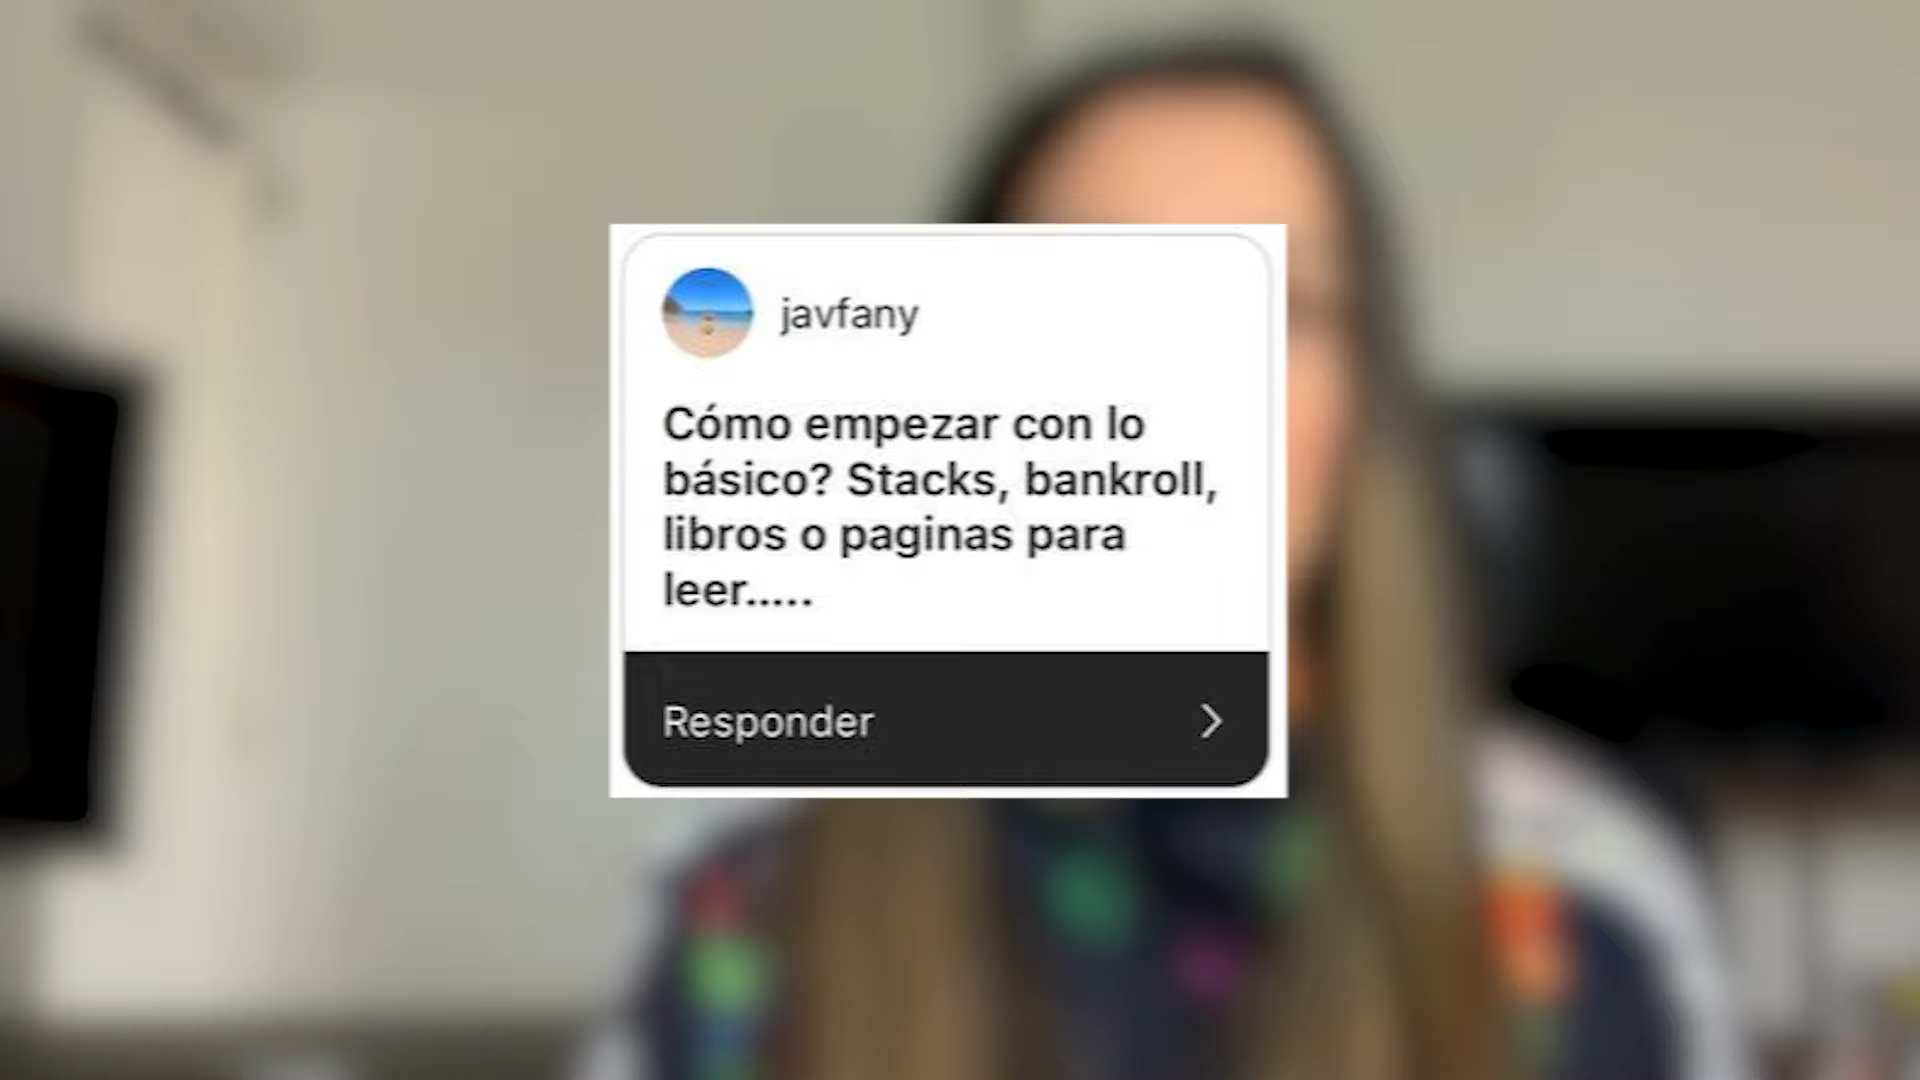 javfany
Cómo empezar con lo
básico? Stacks, bankroll,
libros o paginas para
leer.....
Responder